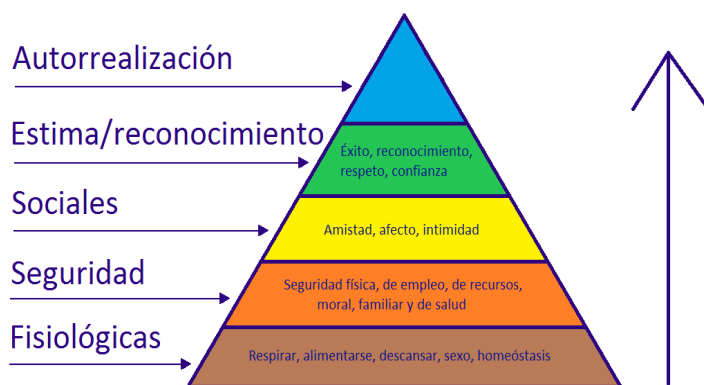 Autorrealización
Estima/reconocimiento
Éxito, reconocimiento,
respeto, confianza
Sociales
Amistad, afecto, intimidad
Seguridad
Seguridad física, de empleo, de recursos,
moral, familiar y de salud
Fisiológicas
Respirar, alimentarse, descansar, sexo, homeóstasis